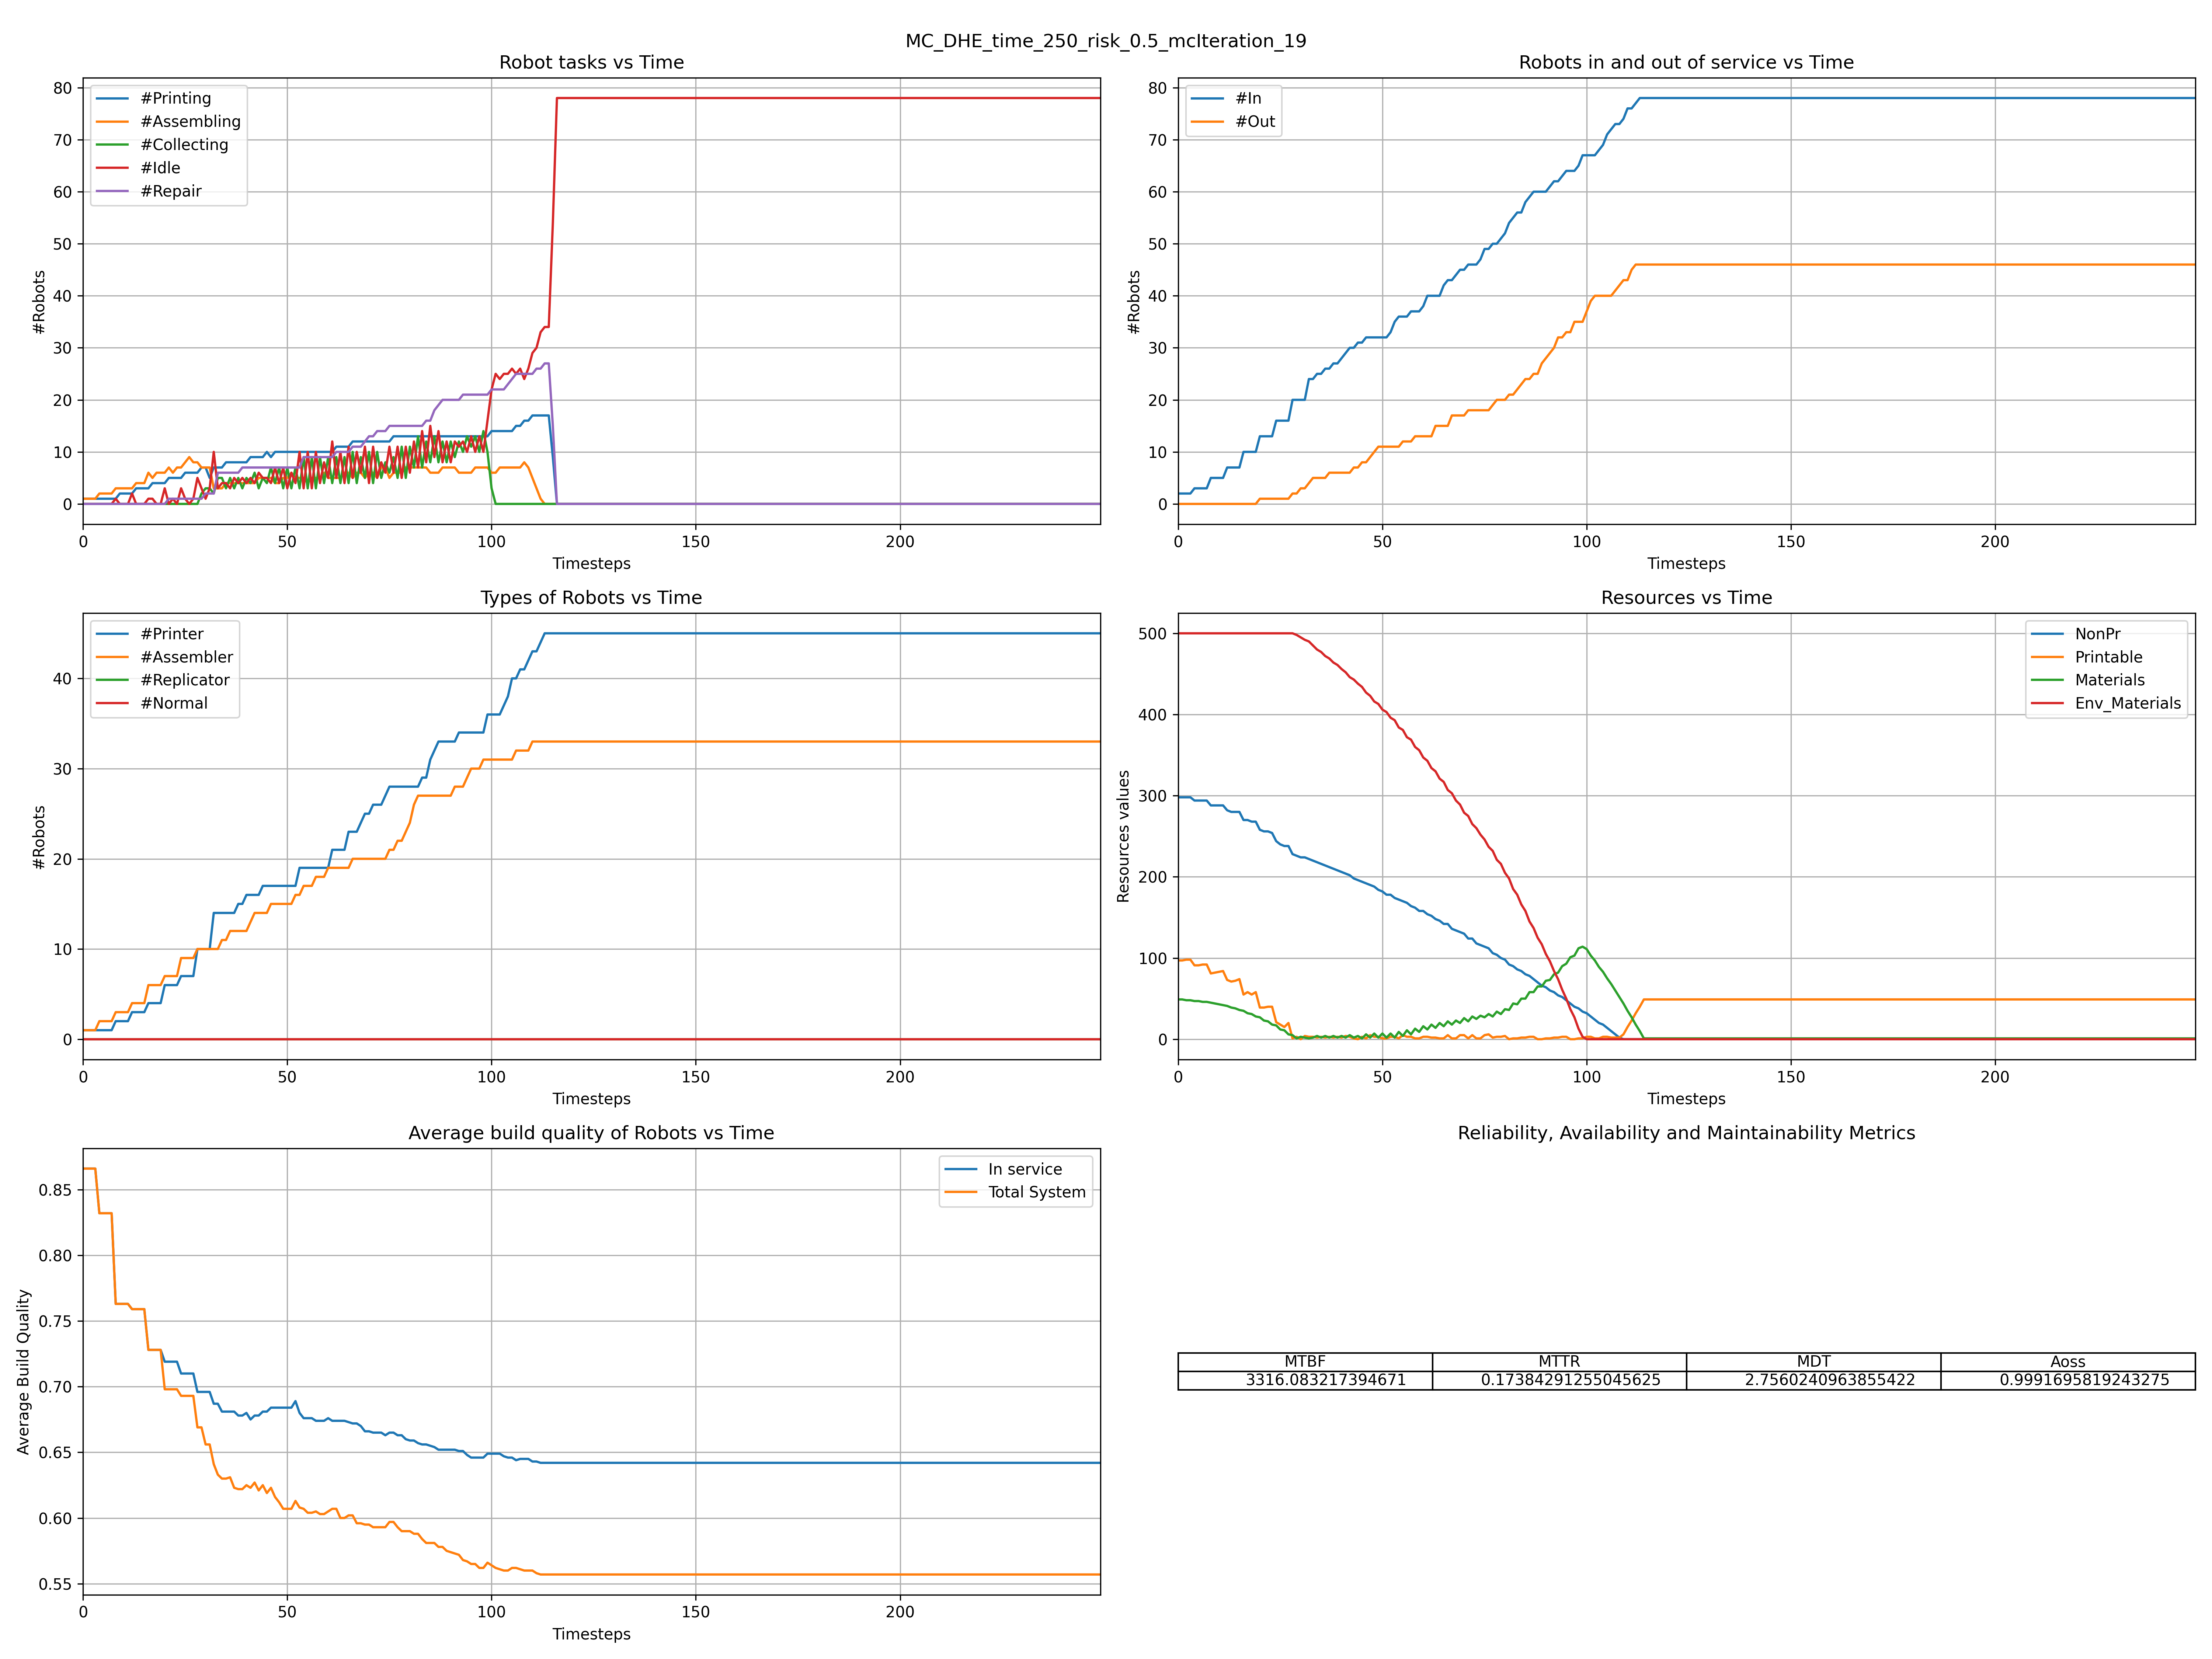 MC_DHE_time_250_risk_0.5_mcIteration_19
Robot tasks vs Time
80
70
60
50
40
30
20
10
0
#Robots
#Printing
#Assembling
#Collecting
#Idle
#Repair
0 50 100 150 200
Timesteps
Robots in and out of service vs Time
80
70
60
50
40
30
20
10
0
#Robots
#In
#Out
0 50 100 150 200
Timesteps
Types of Robots vs Time
40
30
20
10
0
#Robots
#Printer
#Assembler
#Replicator
#Normal
0 50 100 150 200
Timesteps
Resources vs Time
500
400
300
200
100
0
Resources values
NonPr
Printable
Materials
Env_Materials
0 50 100 150 200
Timesteps
Average build quality of Robots vs Time
0.85
0.80
0.75
0.70
0.65
0.60
0.55
Average Build Quality
In service
Total System
0 50 100 150 200
Timesteps
Reliability, Availability and Maintainability Metrics
MTBF MTTR MDT Aoss
3316.083217394671 0.17384291255045625 2.7560240963855422 0.9991695819243275